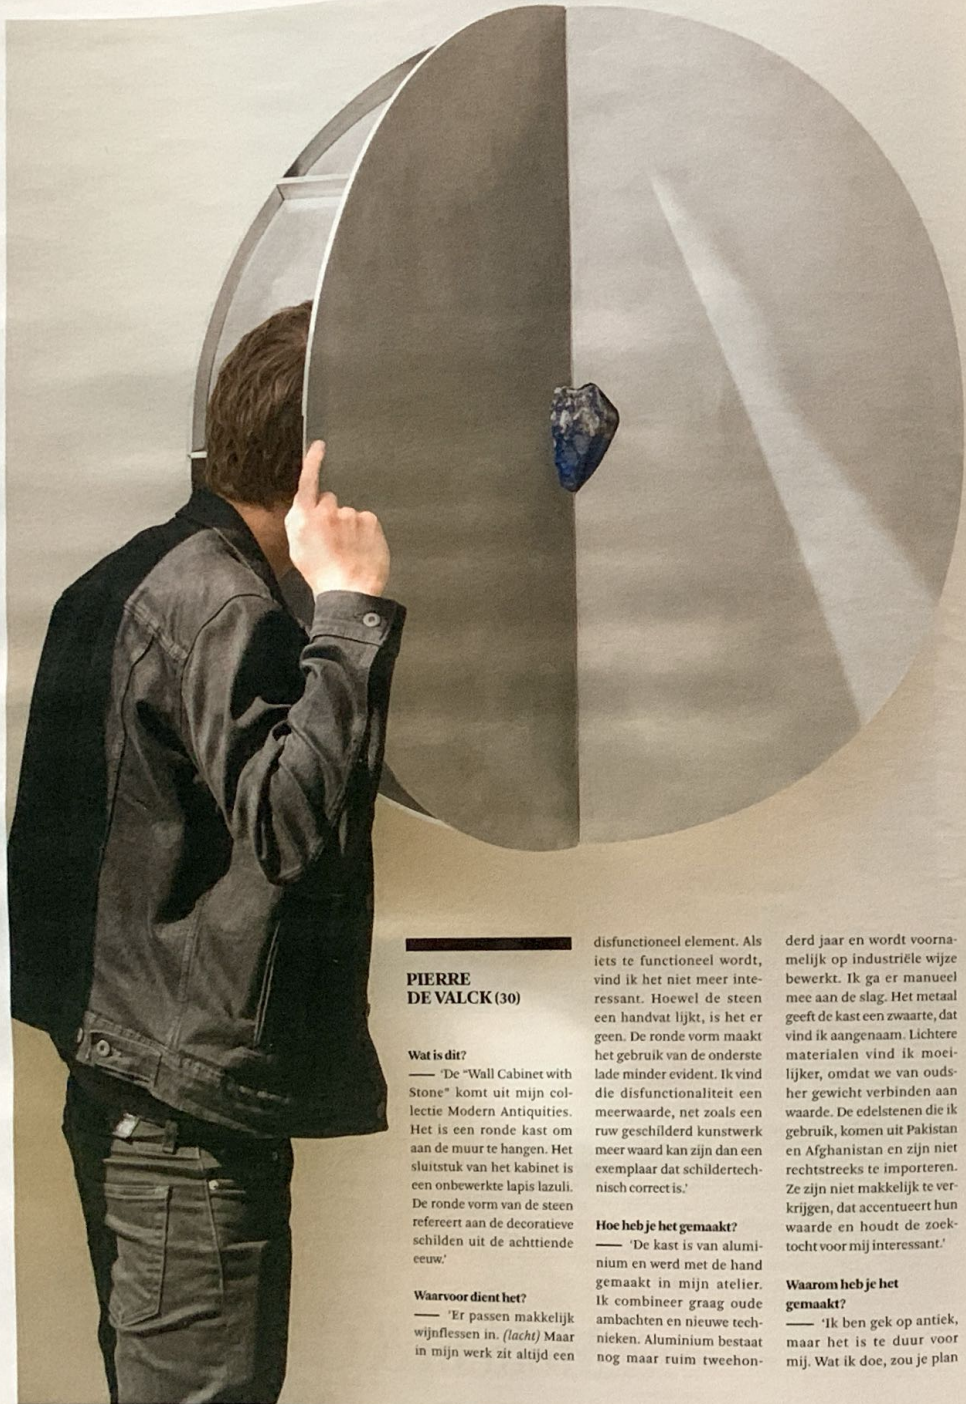 PIERRE
DE VALCK (30)
Wat is dit?
—— ‘De “Wall Cabinet with
Stone” komt uit mijn col-
lectie Modern Antiquities.
Het is een ronde kast om
aan de muur te hangen. Het
sluitstuk van het kabinet is
een onbewerkte lapis lazuli.
De ronde vorm van de steen
refereert aan de decoratieve
schilden uit de achttiende
eeuw.’
Waarvoor dient het?
—— ‘Er passen makkelijk
wijnflessen in. (lacht) Maar
in mijn werk zit altijd een
disfunctioneel element. Als
iets te functioneel wordt,
vind ik het niet meer inte-
ressant. Hoewel de steen
een handvat lijkt, is het er
geen. De ronde vorm maakt
het gebruik van de onderste
lade minder evident. Ik vind
die disfunctionaliteit een
meerwaarde, net zoals een
ruw geschilderd kunstwerk
meer waard kan zijn dan een
exemplaar dat schildertech-
nisch correct is.’
Hoe heb je het gemaakt?
—— ‘De kast is van alumi-
nium en werd met de hand
gemaakt in mijn atelier.
Ik combineer graag oude
ambachten en nieuwe tech-
nieken. Aluminium bestaat
nog maar ruim tweehon-
derd jaar en wordt voorna-
melijk op industriële wijze
bewerkt. Ik ga er manueel
mee aan de slag. Het metaal
geeft de kast een zwaarte, dat
vind ik aangenaam. Lichtere
materialen vind ik moei-
lijker, omdat we van ouds-
her gewicht verbinden aan
waarde. De edelstenen die ik
gebruik, komen uit Pakistan
en Afghanistan en zijn niet
rechtstreeks te importeren.
Ze zijn niet makkelijk te ver-
krijgen, dat accentueert hun
waarde en houdt de zoek-
tocht voor mij interessant.’
Waarom heb je het
gemaakt?
—— ‘Ik ben gek op antiek,
maar het is te duur voor
mij. Wat ik doe, zou je plan